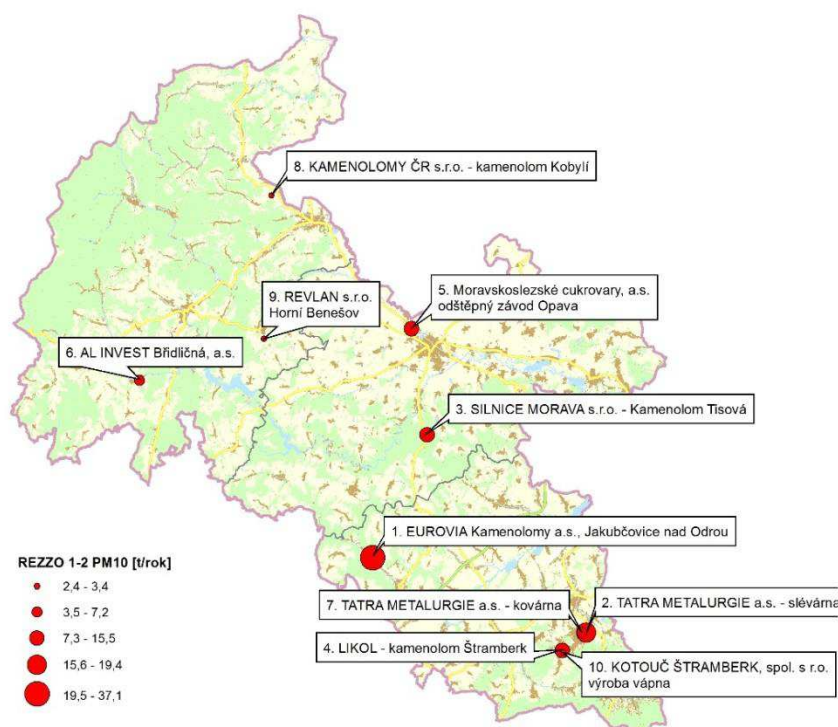 8. KAMENOLOMY ČR s.r.o. - kamenolom Kobylí
9. REVLAN s.r.o.
Horní Benešov
5. Moravskoslezské cukrovary, a.s.
odštěpný závod Opava
6. AL INVEST Břidličná, a.s.
3. SILNICE MORAVA s.r.o. - Kamenolom Tisová
1. EUROVIA Kamenolomy a.s., Jakubčovice nad Odrou
REZZO 1-2 PM10 [t/rok]
2,4 - 3,4
3,5 - 7,2
7,3 - 15,5
15,6 - 19,4
19,5 - 37,1
7. TATRA METALURGIE a.s. - kovárna
2. TATRA METALURGIE a.s. - slévárna
4. LIKOL - kamenolom Štramberk
10. KOTOUČ ŠTRAMBERK, spol. s r.o.
výroba vápna